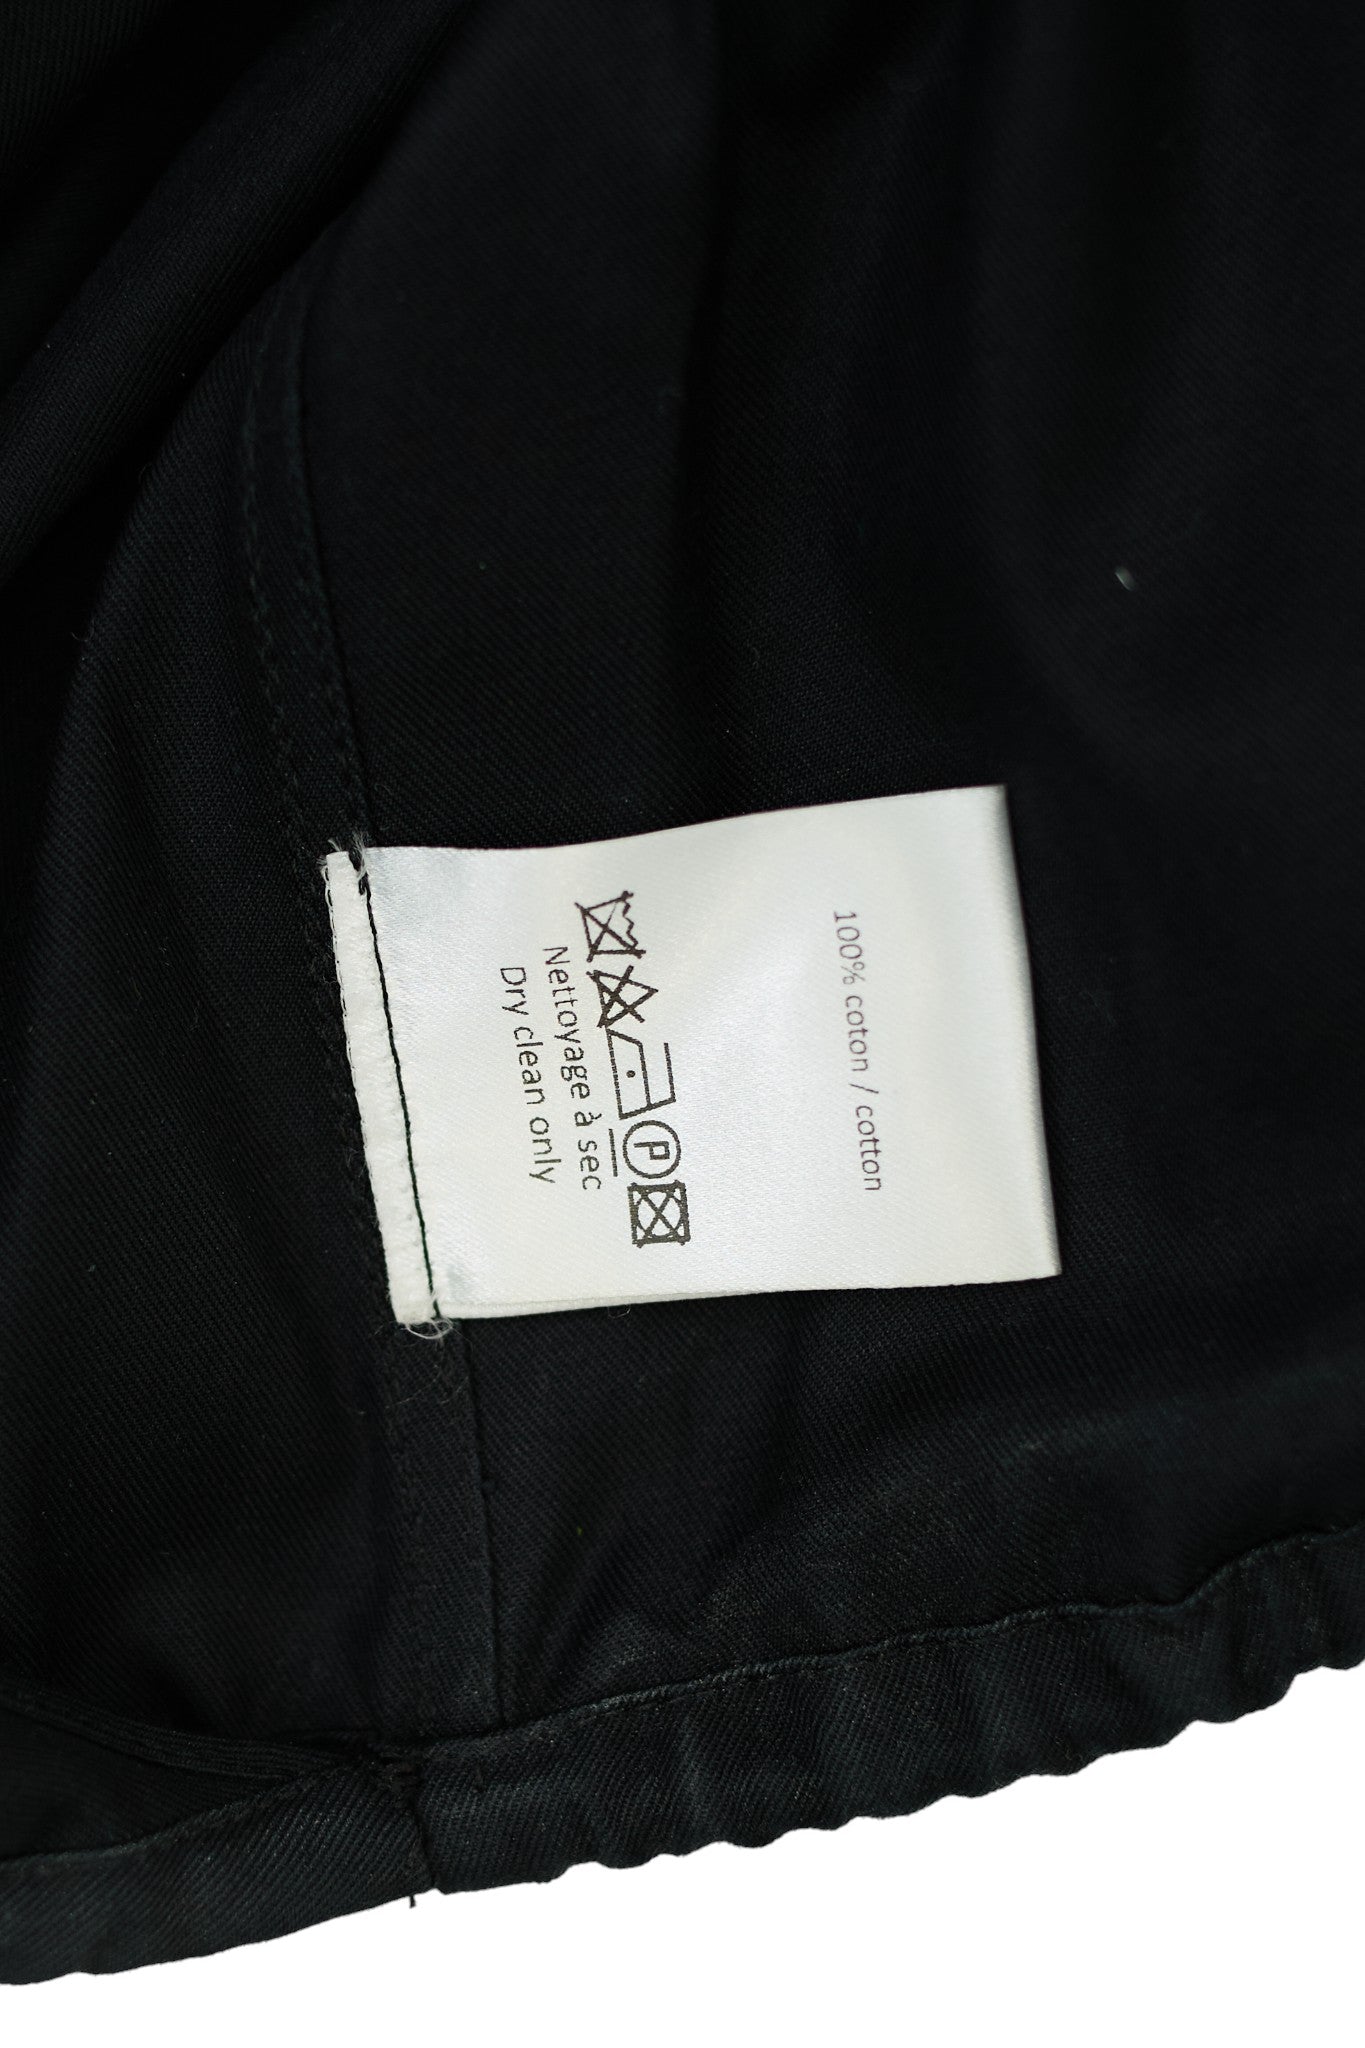 100% coton / cotton
P
Nettoyage à sec
Dry clean only